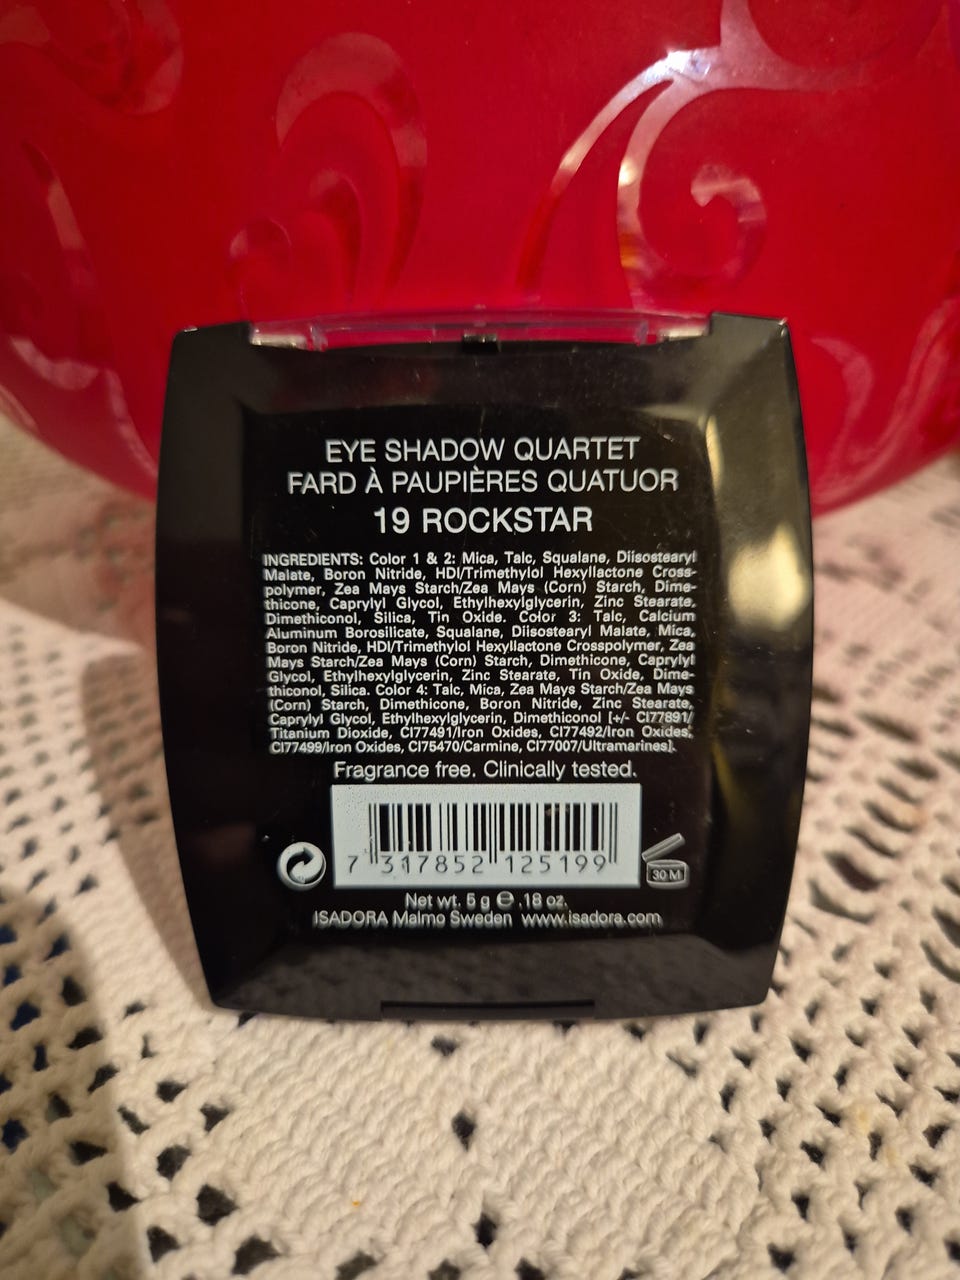 EYE SHADOW QUARTET
FARD À PAUPIÈRES QUATUOR
19 ROCKSTAR
INGREDIENTS: Color 1 & 2: Mica, Talc, Squalane, Diisostearyl
Malate, Boron Nitride, HDI/Trimethylol Hexyllactone Cross-
polymer, Zea Mays Starch/Zea Mays (Corn) Starch, Dime-
thicone, Caprylyl Glycol, Ethylhexylglycerin, Zinc Stearate,
Dimethiconol, Silica, Tin Oxide. Color 3: Talc, Calcium
Aluminum Borosilicate, Squalane, Diisostearyl Malate, Mica,
Boron Nitride, HDI/Trimethylol Hexyllactone Crosspolymer, Zea
Mays Starch/Zea Mays (Corn) Starch, Dimethicone, Caprylyl
Glycol, Ethylhexylglycerin, Zinc Stearate, Tin Oxide, Dime-
thiconol, Silica. Color 4: Talc, Mica, Zea Mays Starch/Zea Mays
(Corn) Starch, Dimethicone, Boron Nitride, Zinc Stearate,
Caprylyl Glycol, Ethylhexylglycerin, Dimethiconol [+/- CI77891/
Titanium Dioxide, CI77491/Iron Oxides, CI77492/Iron Oxides,
CI77499/Iron Oxides, CI75470/Carmine, CI77007/Ultramarines].
Fragrance free. Clinically tested.
7 317852 125199
30 M
Net wt. 5 g ℮ .18 oz.
ISADORA Malmo Sweden www.isadora.com